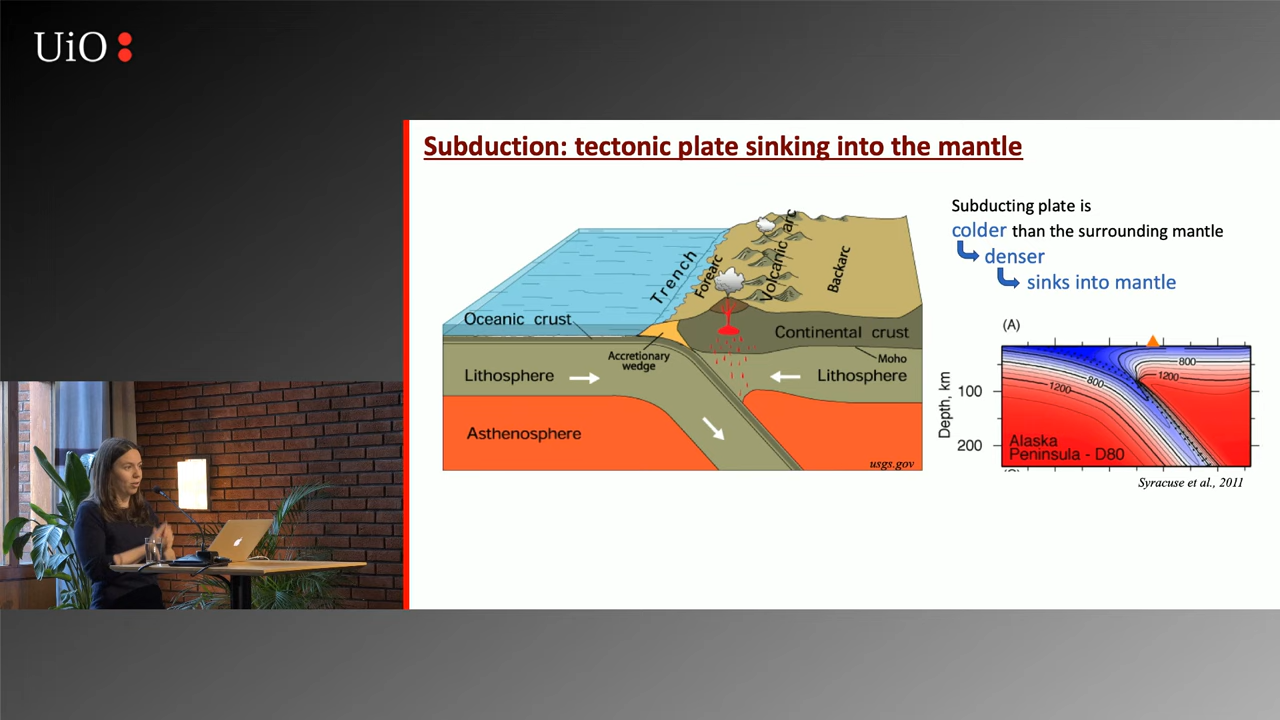 UiO
Subduction: tectonic plate sinking into the mantle
Subducting plate is
colder than the surrounding mantle
denser
sinks into mantle
Trench
Forearc
Volcanic arc
Backarc
Oceanic crust
Accretionary
wedge
Continental crust
Moho
Lithosphere
Lithosphere
Asthenosphere
usgs.gov
(A)
Depth, km
100
200
800
1200
800
1200
Alaska
Peninsula - D80
Syracuse et al., 2011